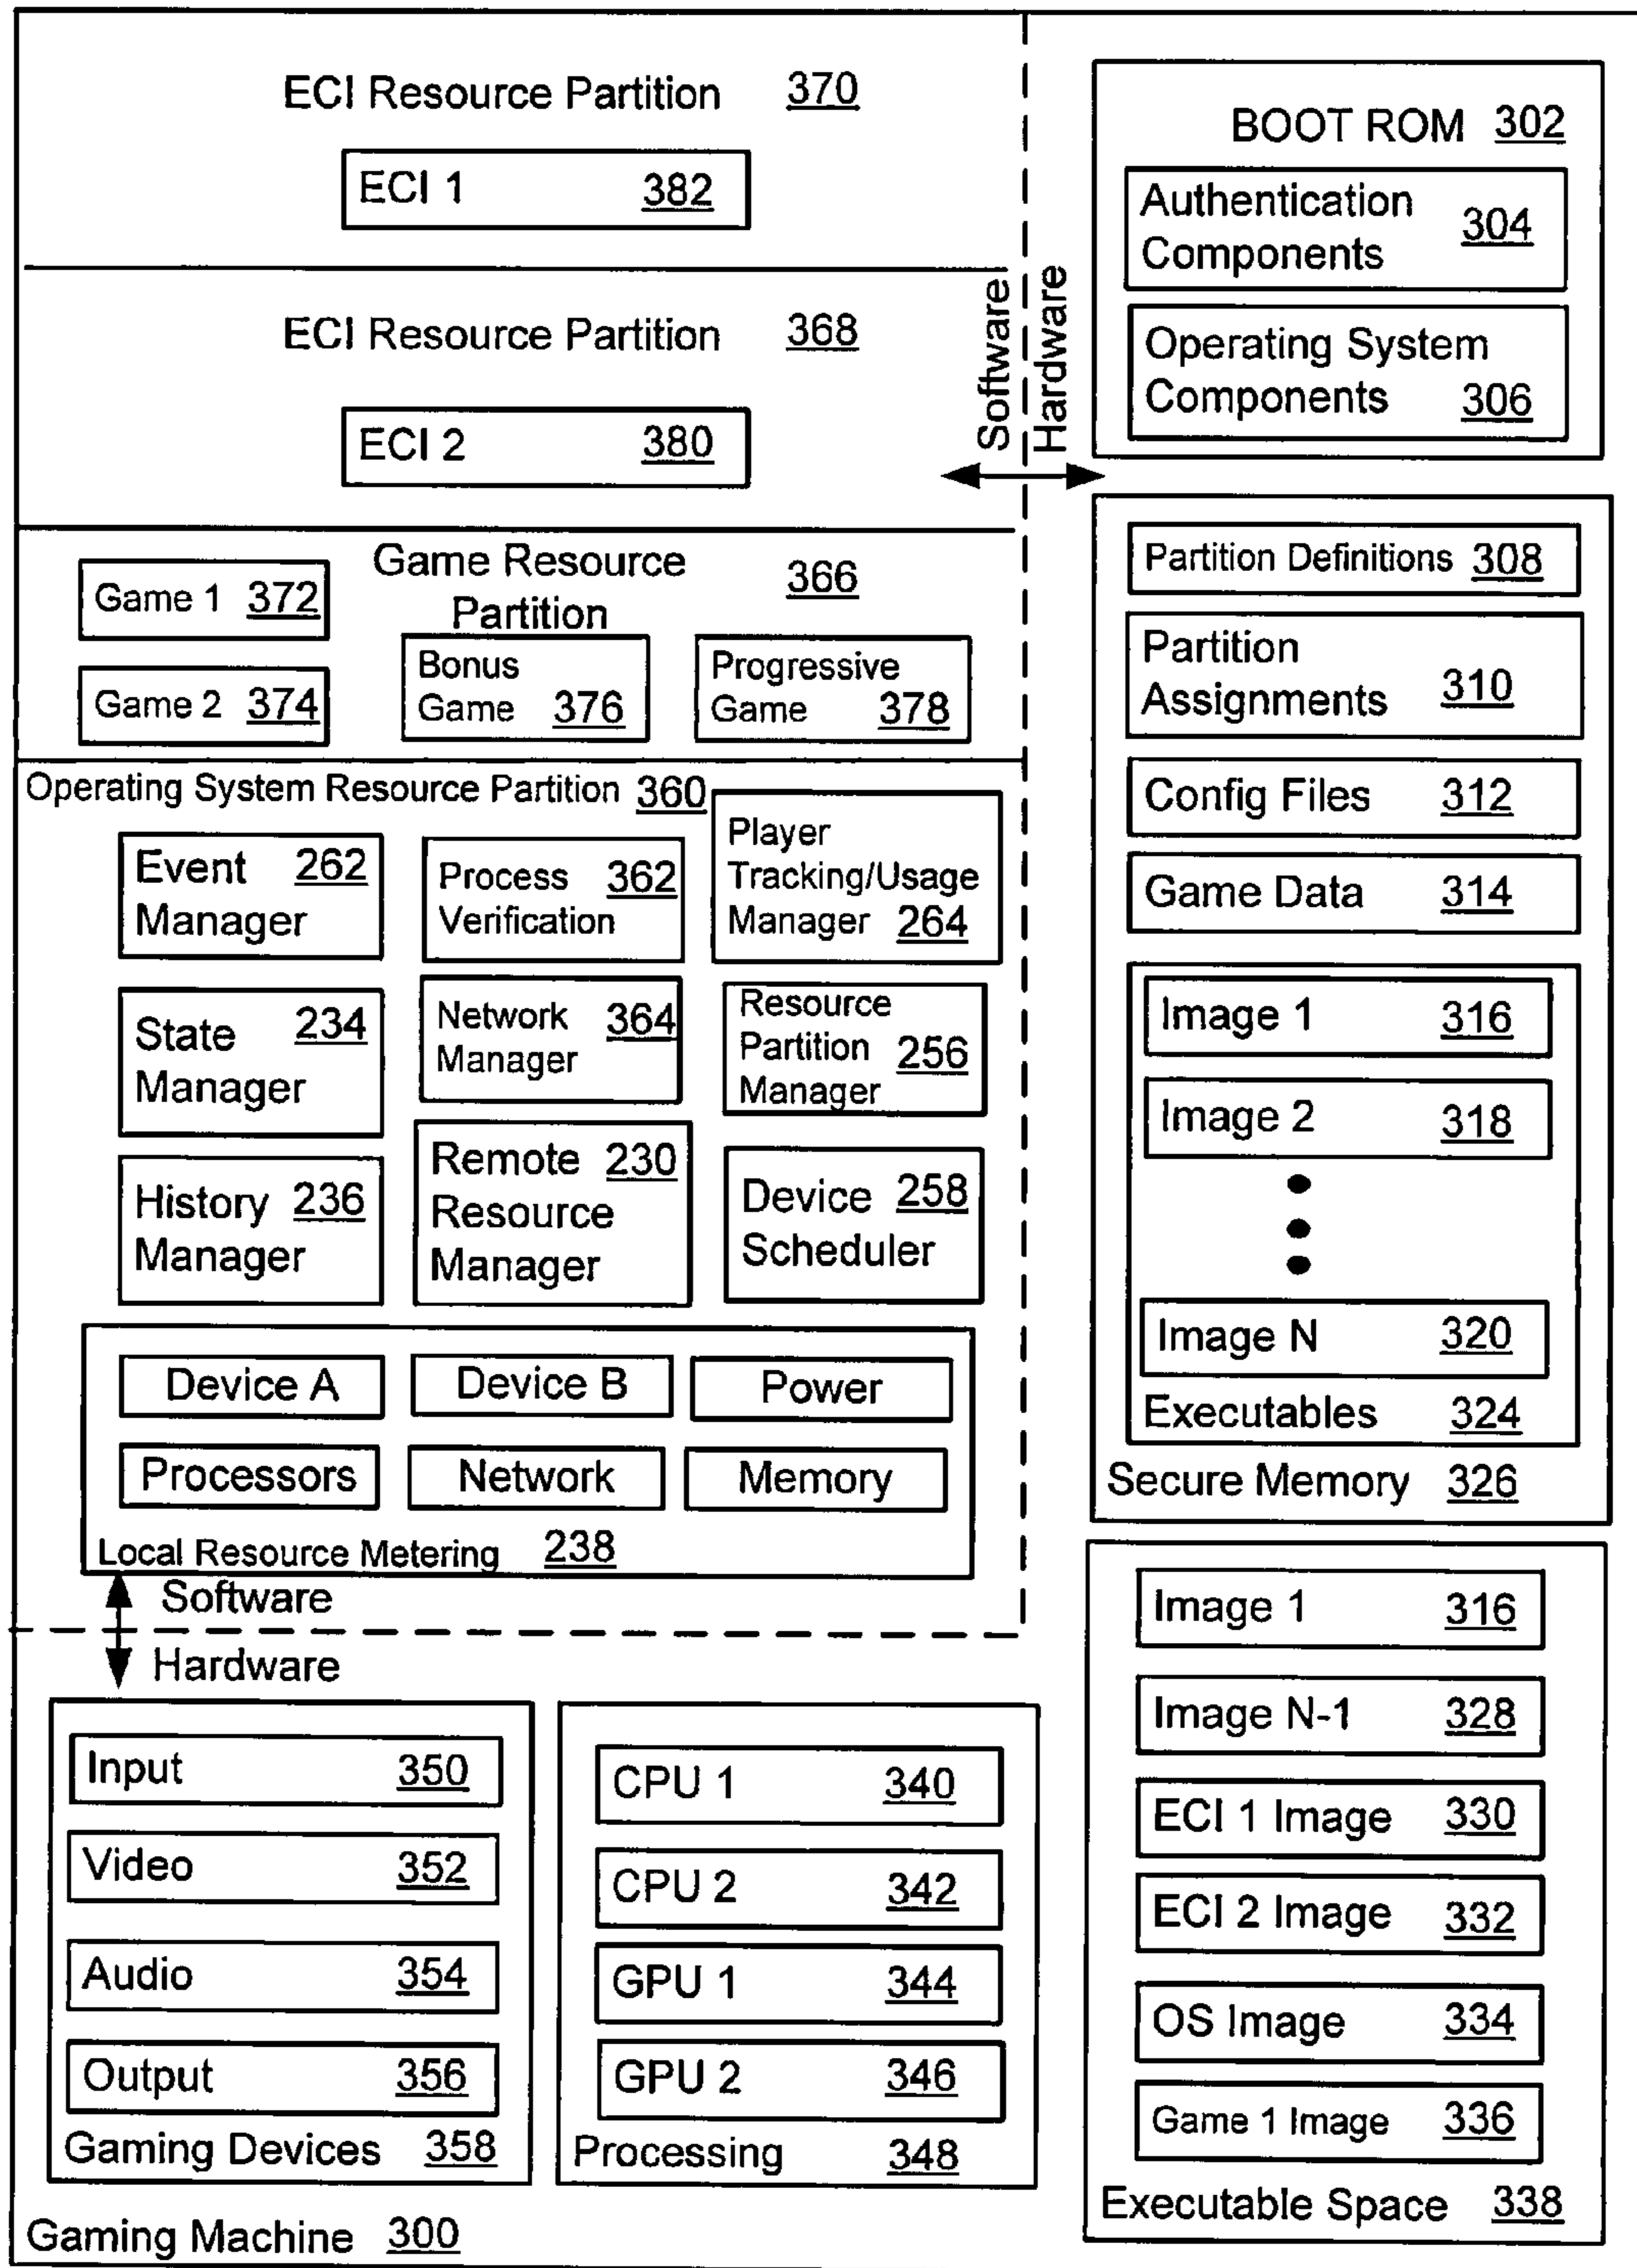 ECI Resource Partition 370
ECI 1 382
ECI Resource Partition 368
ECI 2 380
Software
Hardware
Game Resource
Partition
366
Game 1 372
Game 2 374
Bonus
Game 376
Progressive
Game 378
Operating System Resource Partition 360
Event 262
Manager
Process 362
Verification
Player
Tracking/Usage
Manager 264
State 234
Manager
Network 364
Manager
Resource
Partition 256
Manager
History 236
Manager
Remote 230
Resource
Manager
Device 258
Scheduler
Device A
Device B
Power
Processors
Network
Memory
Local Resource Metering 238
Software
Hardware
Input 350
Video 352
Audio 354
Output 356
Gaming Devices 358
CPU 1 340
CPU 2 342
GPU 1 344
GPU 2 346
Processing 348
Gaming Machine 300
BOOT ROM 302
Authentication
Components 304
Operating System
Components 306
Partition Definitions 308
Partition
Assignments 310
Config Files 312
Game Data 314
Image 1 316
Image 2 318
Image N 320
Executables 324
Secure Memory 326
Image 1 316
Image N-1 328
ECI 1 Image 330
ECI 2 Image 332
OS Image 334
Game 1 Image 336
Executable Space 338